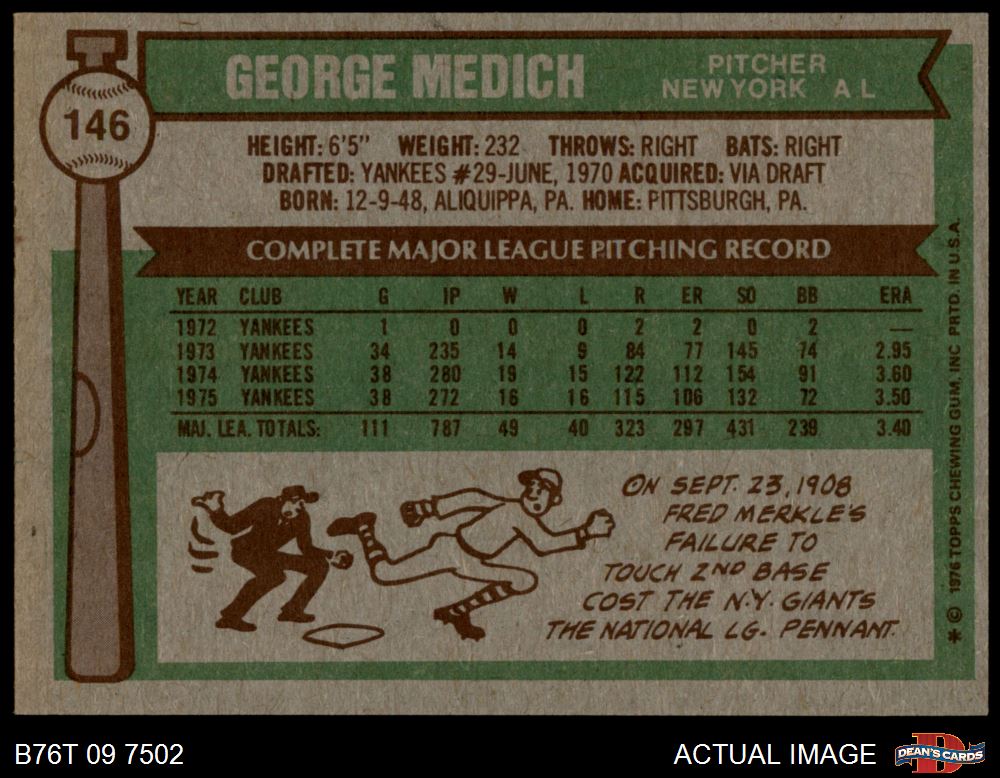 146
GEORGE MEDICH
PITCHER
NEW YORK A L
HEIGHT: 6'5" WEIGHT: 232 THROWS: RIGHT BATS: RIGHT
DRAFTED: YANKEES #29-JUNE, 1970 ACQUIRED: VIA DRAFT
BORN: 12-9-48, ALIQUIPPA, PA. HOME: PITTSBURGH, PA.
COMPLETE MAJOR LEAGUE PITCHING RECORD
YEAR CLUB G IP W L R ER SO BB ERA
1972 YANKEES 1 0 0 0 2 2 0 2 —
1973 YANKEES 34 235 14 9 84 77 145 74 2.95
1974 YANKEES 38 280 19 15 122 112 154 91 3.60
1975 YANKEES 38 272 16 16 115 106 132 72 3.50
MAJ. LEA. TOTALS: 111 787 49 40 323 297 431 239 3.40
ON SEPT. 23, 1908
FRED MERKLE'S
FAILURE TO
TOUCH 2ND BASE
COST THE N.Y. GIANTS
THE NATIONAL LG. PENNANT.
* © 1976 TOPPS CHEWING GUM, INC PRTD. IN U.S.A.
B76T 09 7502
ACTUAL IMAGE
D
DEAN'S CARDS